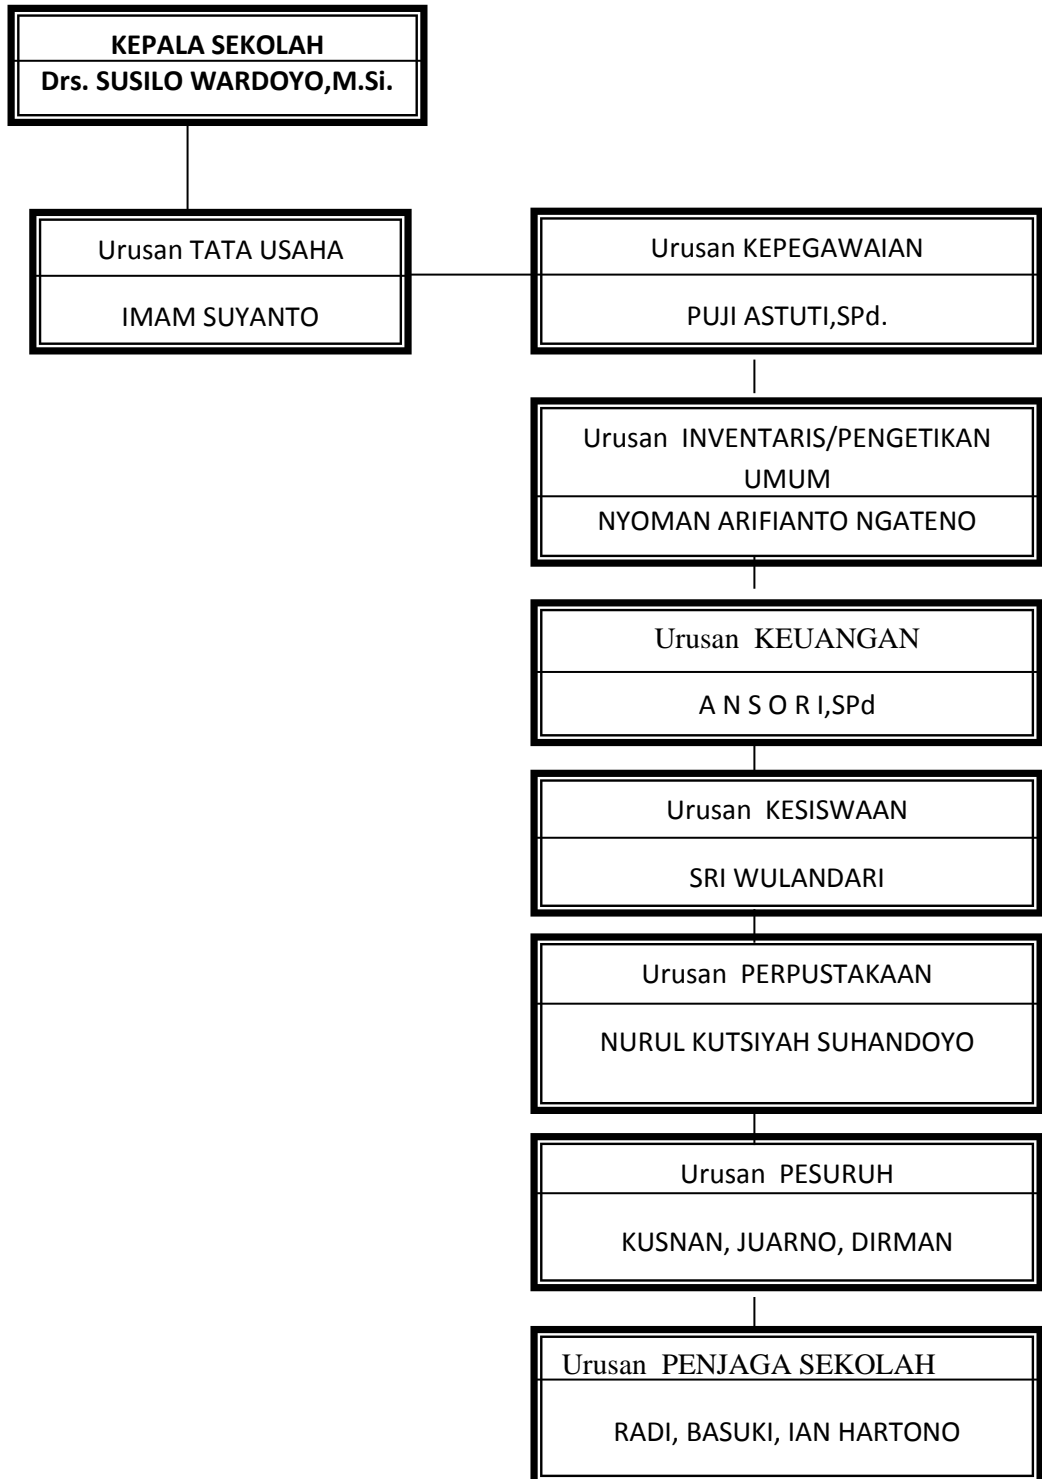 KEPALA SEKOLAH
Drs. SUSILO WARDOYO,M.Si.
Urusan TATA USAHA
IMAM SUYANTO
Urusan KEPEGAWAIAN
PUJI ASTUTI,SPd.
Urusan  INVENTARIS/PENGETIKAN
UMUM
NYOMAN ARIFIANTO NGATENO
Urusan  KEUANGAN
A N S O R I,SPd
Urusan  KESISWAAN
SRI WULANDARI
Urusan  PERPUSTAKAAN
NURUL KUTSIYAH SUHANDOYO
Urusan  PESURUH
KUSNAN, JUARNO, DIRMAN
Urusan  PENJAGA SEKOLAH
RADI, BASUKI, IAN HARTONO